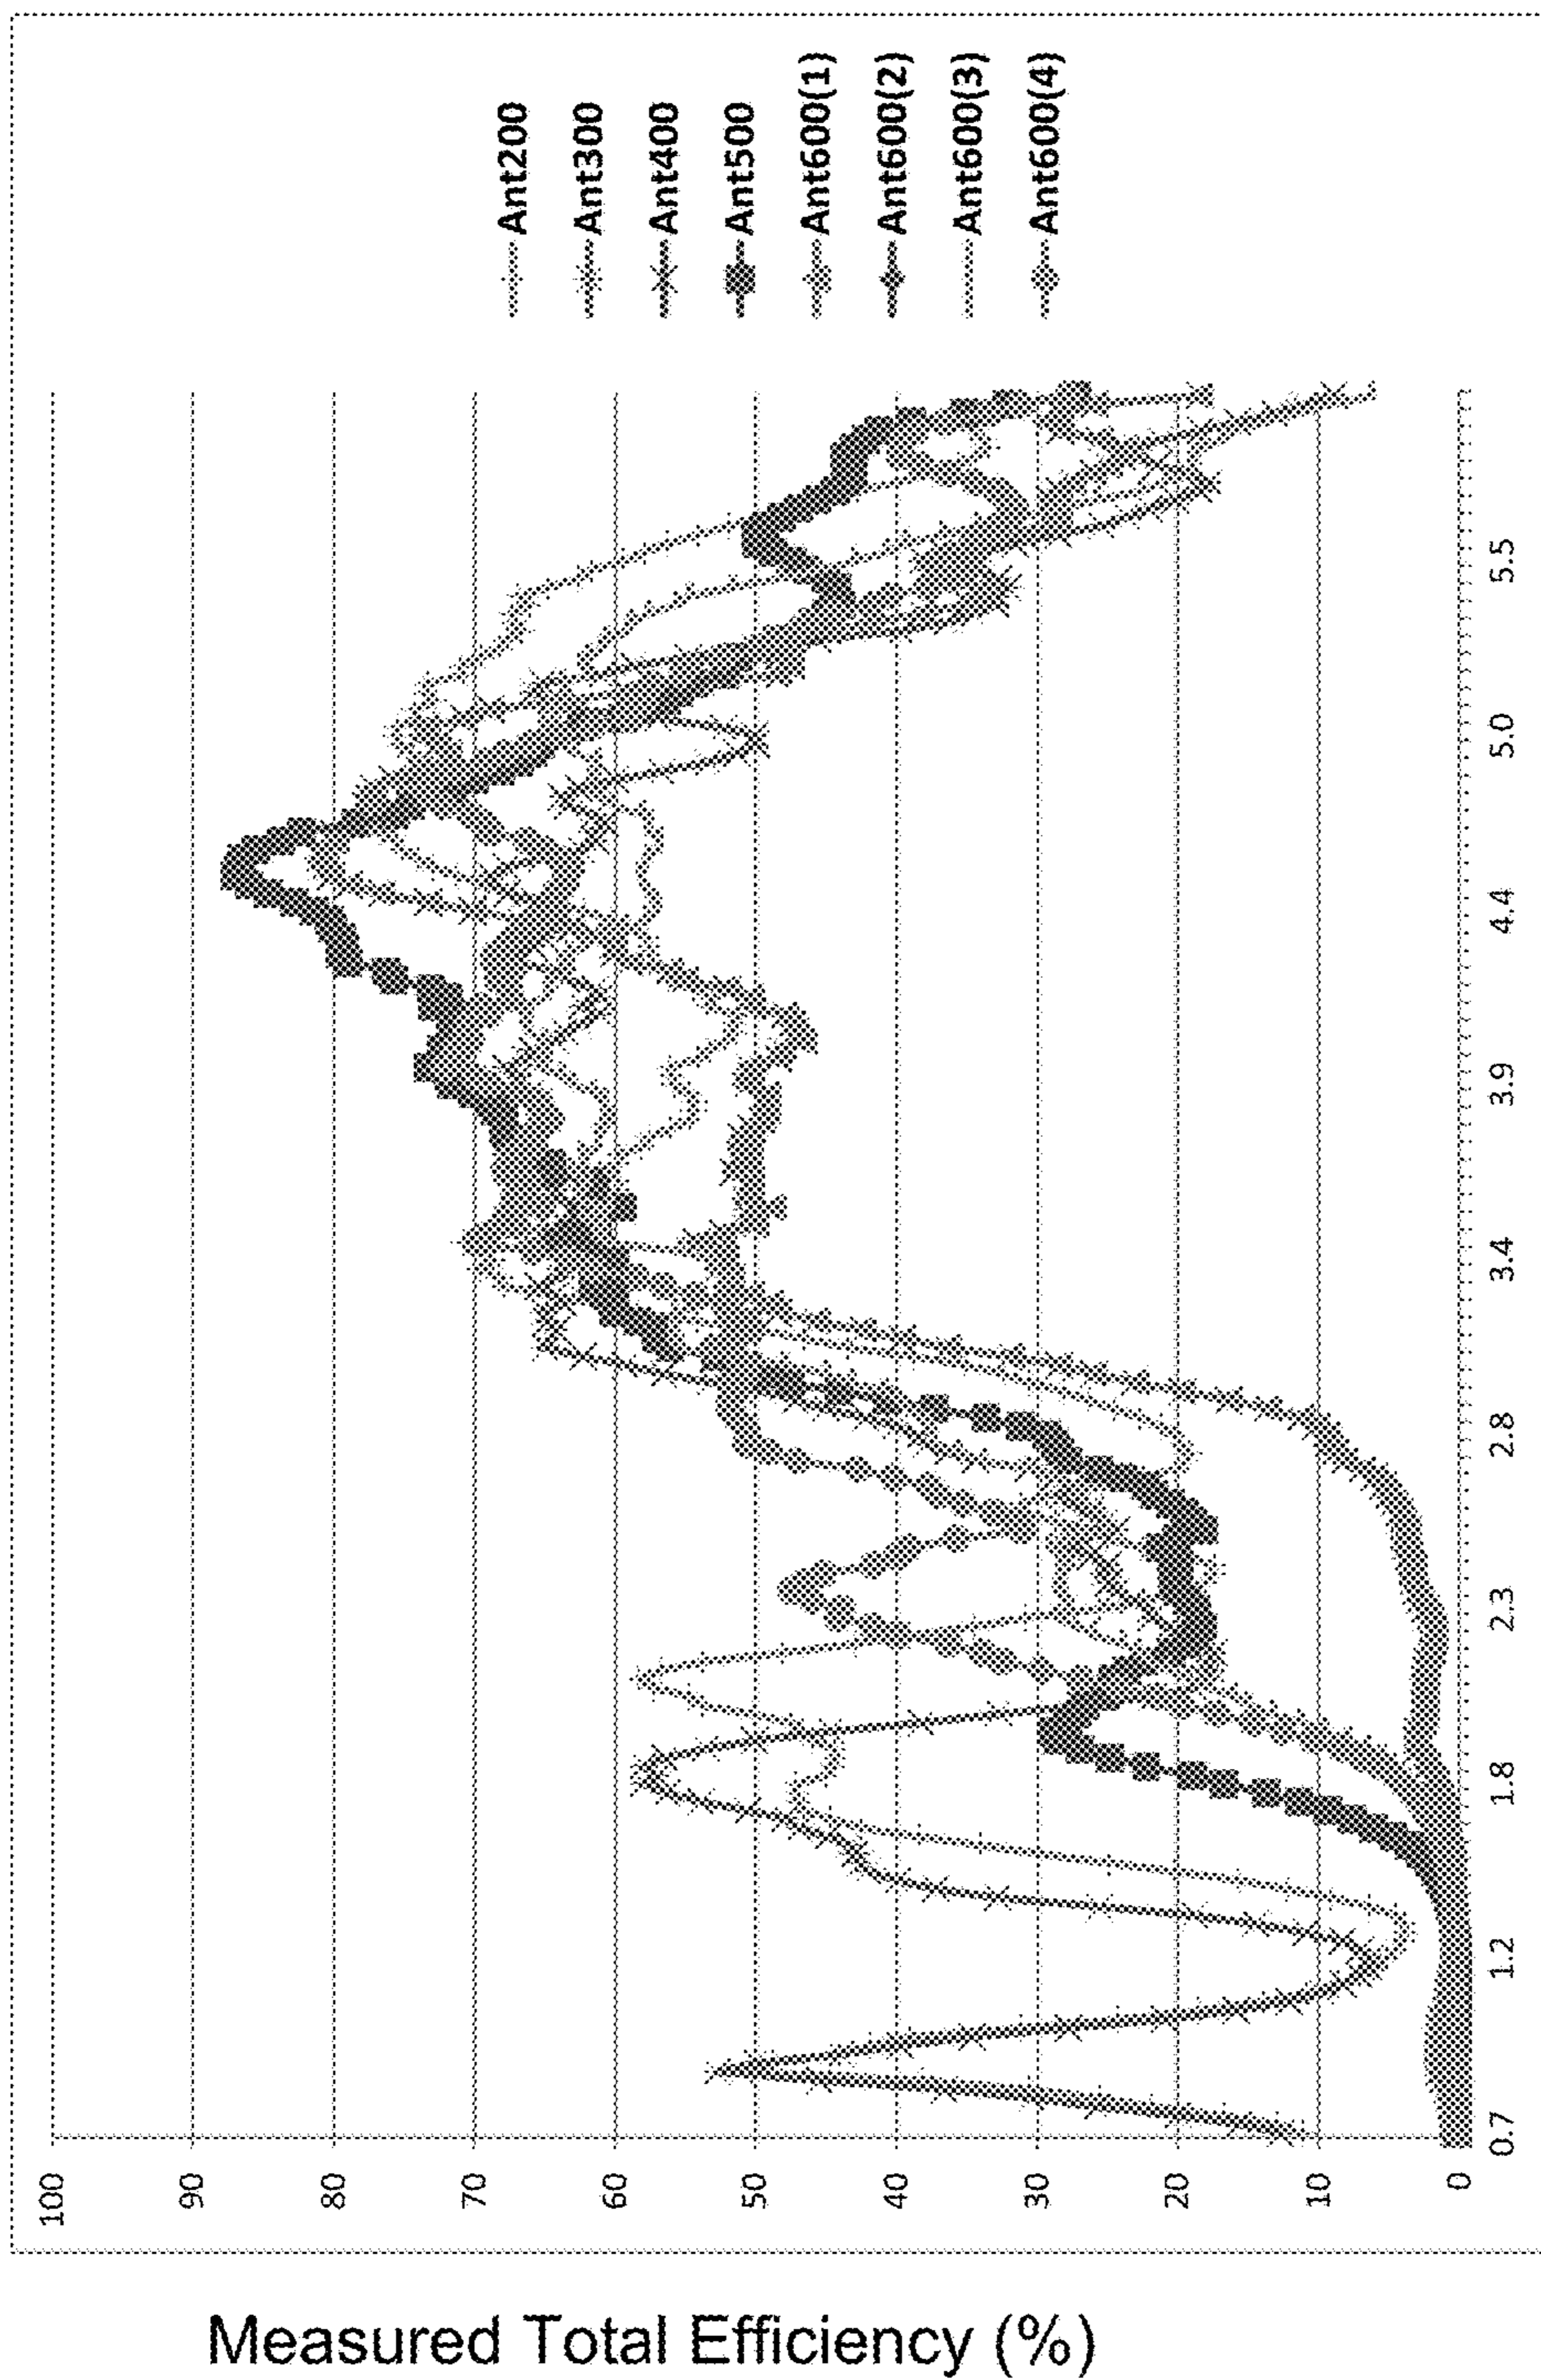 Measured Total Efficiency (%)
100
90
80
70
60
50
40
30
20
10
0
0.7
1.2
1.8
2.3
2.8
3.4
3.9
4.4
5.0
5.5
Ant200
Ant300
Ant400
Ant500
Ant600(1)
Ant600(2)
Ant600(3)
Ant600(4)